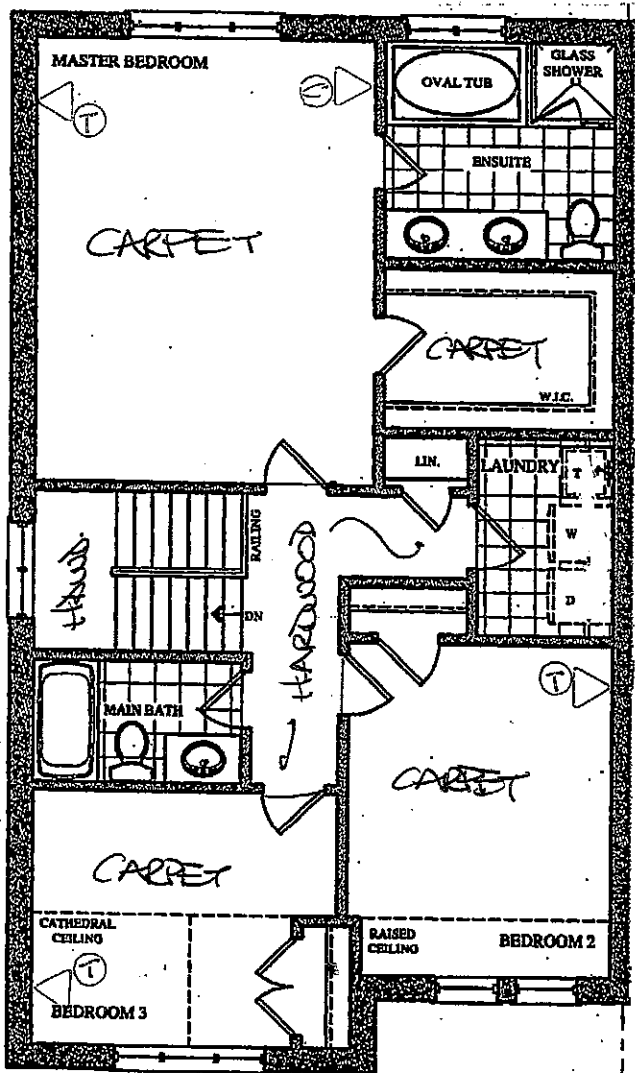 MASTER BEDROOM
T
OVAL TUB
GLASS
SHOWER
ENSUITE
CARPET
CARPET
W.I.C.
LIN.
LAUNDRY
T
W
D
RAILING
HARDWOOD
DN
MAIN BATH
T
CARPET
CARPET
CATHEDRAL
CEILING
RAISED
CEILING
BEDROOM 2
T
BEDROOM 3